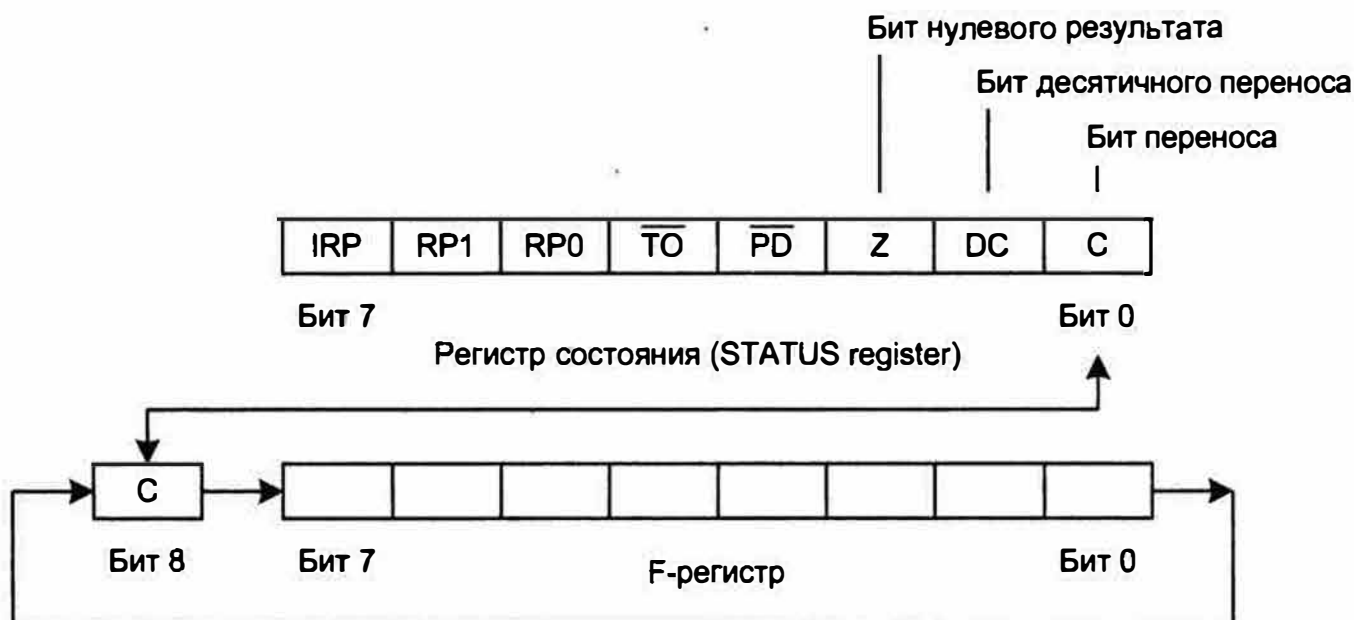 Бит нулевого результата
Бит десятичного переноса
Бит переноса
IRP RP1 RP0 TO PD Z DC C
Бит 7 Бит 0
Регистр состояния (STATUS register)
C
Бит 8 Бит 7 F-регистр Бит 0